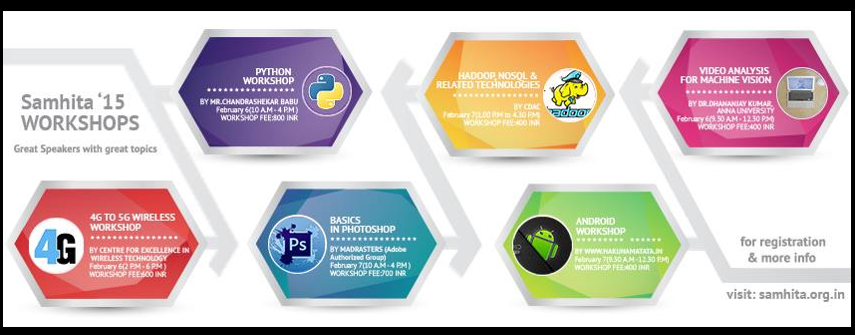 Samhita ‘15
WORKSHOPS
Great Speakers with great topics
PYTHON
WORKSHOP
BY MR.CHANDRASHEKAR BABU
February 6(10 A.M - 4 P.M )
WORKSHOP FEE:800 INR
HADOOP, NOSQL &
RELATED TECHNOLOGIES
BY CDAC
February 7(1.00 P.M to 4.30 P.M)
WORKSHOP FEE:400 INR
hadoop
VIDEO ANALYSIS
FOR MACHINE VISION
BY DR.DHANANJAY KUMAR,
ANNA UNIVERSITY
February 6(9.30 A.M - 12.30 P.M)
WORKSHOP FEE:400 INR
4G
4G TO 5G WIRELESS
WORKSHOP
BY CENTRE FOR EXCELLENCE IN
WIRELESS TECHNOLOGY
February 6(2 P.M - 6 P.M )
WORKSHOP FEE:600 INR
Ps
BASICS
IN PHOTOSHOP
BY MADRASTERS (Adobe
Authorized Group)
February 7(10 A.M - 4 P.M )
WORKSHOP FEE:700 INR
ANDROID
WORKSHOP
BY WWW.HAKUNAMATATA.IN
February 7(9.30 A.M -12.30 P.M)
WORKSHOP FEE:400 INR
for registration
& more info
visit: samhita.org.in